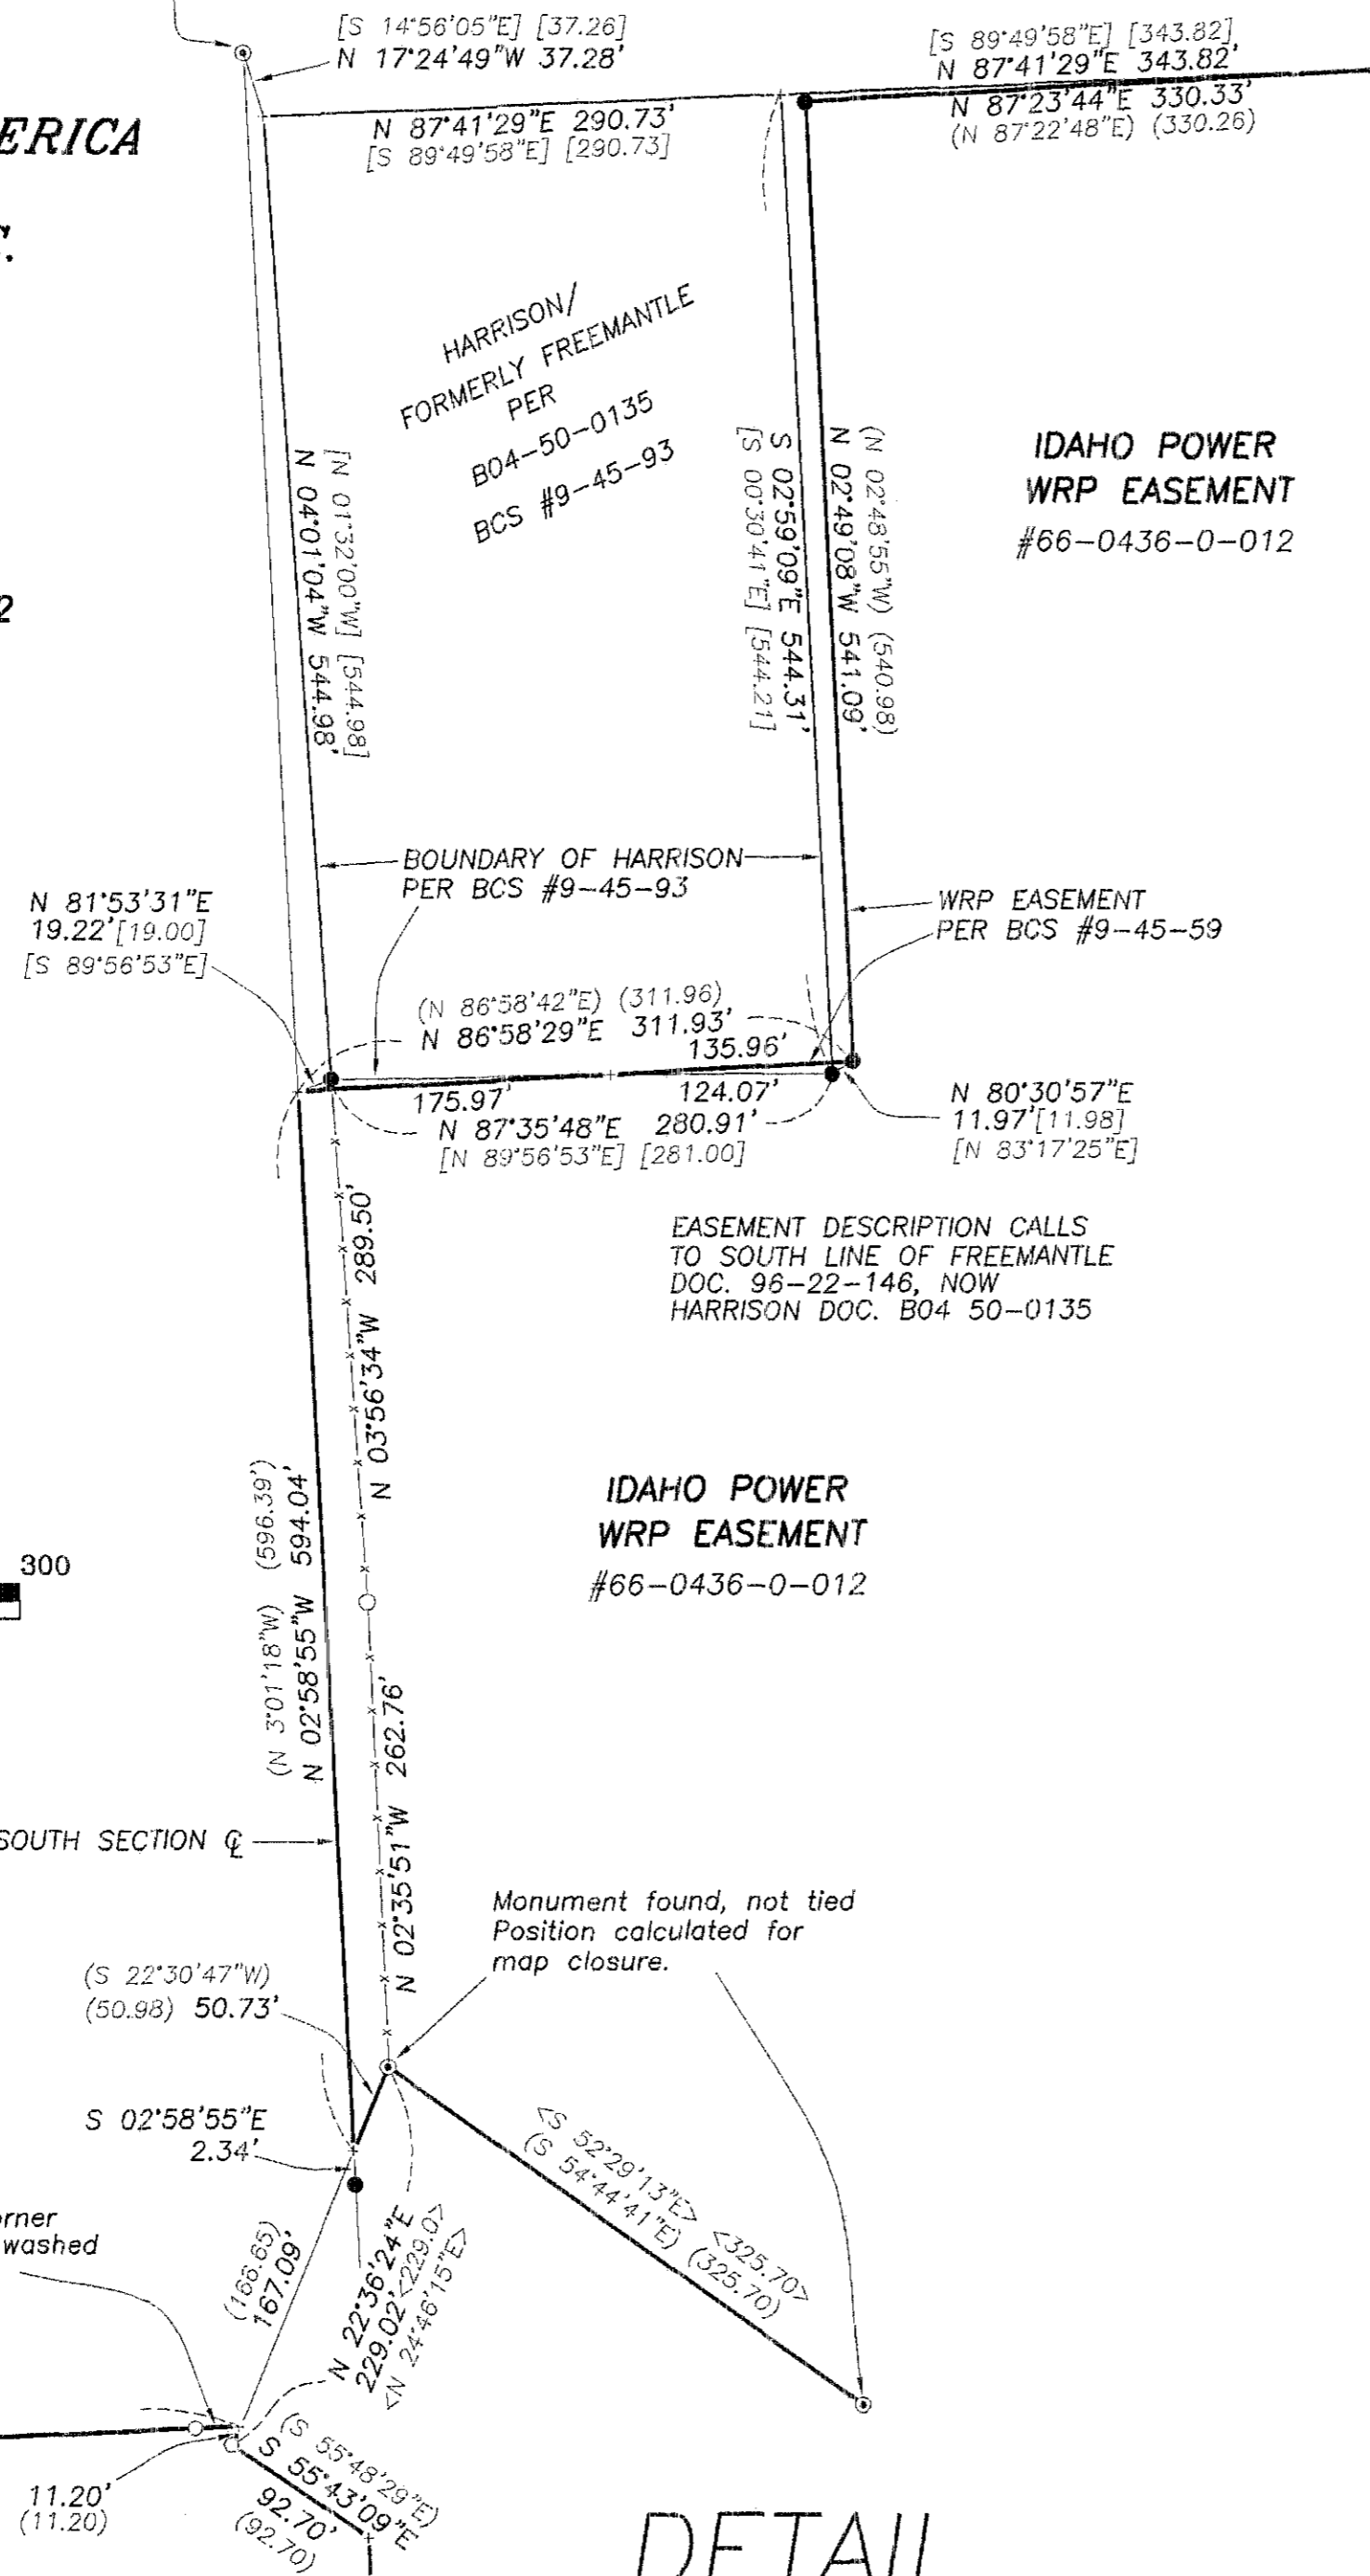 [S 14°56'05"E] [37.26]
N 17°24'49"W 37.28'
[S 89°49'58"E] [343.82]
N 87°41'29"E 343.82'
N 87°23'44"E 330.33'
(N 87°22'48"E) (330.26)
ERICA
N 87°41'29"E 290.73'
[S 89°49'58"E] [290.73]
HARRISON/
FORMERLY FREEMANTLE
PER
B04-50-0135
BCS #9-45-93
[N 01°32'00"W] [544.98]
N 04°01'04"W 544.98'
S 02°59'09"E 544.31'
[S 00°30'41"E] [544.21]
(N 02°48'55"W) (540.98)
N 02°49'08"W 541.09'
IDAHO POWER
WRP EASEMENT
#66-0436-0-012
2
BOUNDARY OF HARRISON
PER BCS #9-45-93
N 81°53'31"E
19.22'[19.00]
[S 89°56'53"E]
WRP EASEMENT
PER BCS #9-45-59
(N 86°58'42"E) (311.96)
N 86°58'29"E 311.93'
135.96'
175.97'
124.07'
N 87°35'48"E 280.91'
[N 89°56'53"E] [281.00]
N 80°30'57"E
11.97'[11.98]
[N 83°17'25"E]
EASEMENT DESCRIPTION CALLS
TO SOUTH LINE OF FREEMANTLE
DOC. 96-22-146, NOW
HARRISON DOC. B04 50-0135
N 03°56'34"W 289.50'
(N 3°01'18"W) (596.39')
N 02°58'55"W 594.04'
IDAHO POWER
WRP EASEMENT
#66-0436-0-012
300
N 02°35'51"W 262.76'
SOUTH SECTION ℄
Monument found, not tied
Position calculated for
map closure.
(S 22°30'47"W)
(50.98) 50.73'
S 02°58'55"E
2.34'
<S 52°29'13"E> <325.70>
(S 54°44'41"E) (325.70)
orner
washed
(166.65)
167.09'
N 22°36'24"E
229.02'<229.0>
<N 24°46'15"E>
(S 55°48'29"E)
S 55°43'09"E
92.70'
(92.70)
11.20'
(11.20)
DETAIL